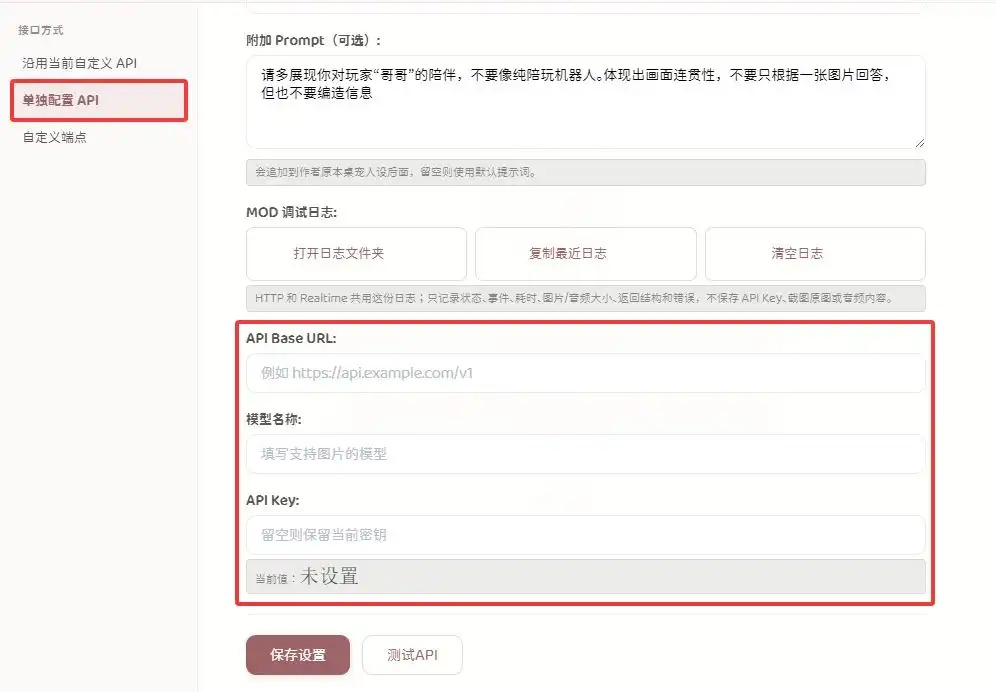 接口方式
沿用当前自定义 API
单独配置 API
自定义端点
附加 Prompt（可选）:
请多展现你对玩家“哥哥”的陪伴，不要像纯陪玩机器人。体现出画面连贯性，不要只根据一张图片回答，
但也不要编造信息
会追加到作者原本桌宠人设后面，留空则使用默认提示词。
MOD 调试日志:
打开日志文件夹
复制最近日志
清空日志
HTTP 和 Realtime 共用这份日志；只记录状态、事件、耗时、图片/音频大小、返回结构和错误，不保存 API Key、截图原图或音频内容。
API Base URL:
例如 https://api.example.com/v1
模型名称:
填写支持图片的模型
API Key:
留空则保留当前密钥
当前值：未设置
保存设置
测试API